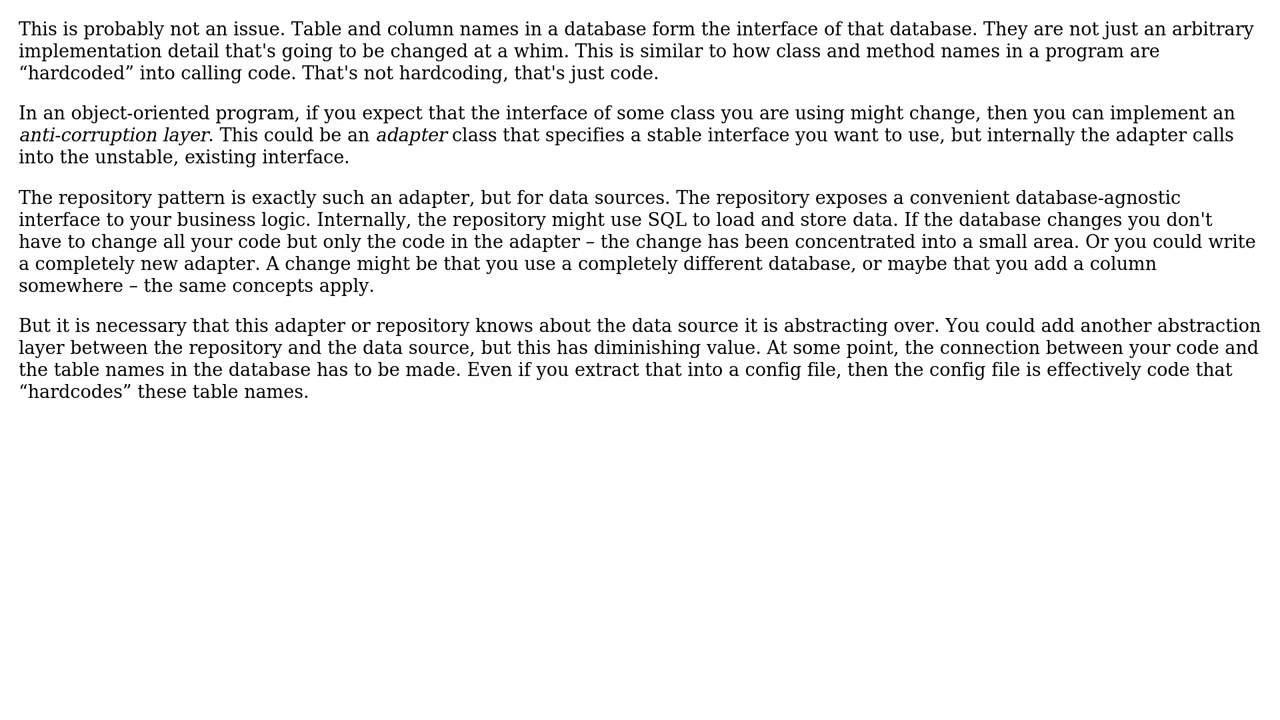 This is probably not an issue. Table and column names in a database form the interface of that database. They are not just an arbitrary
implementation detail that's going to be changed at a whim. This is similar to how class and method names in a program are
“hardcoded” into calling code. That's not hardcoding, that's just code.
In an object-oriented program, if you expect that the interface of some class you are using might change, then you can implement an
anti-corruption layer. This could be an adapter class that specifies a stable interface you want to use, but internally the adapter calls
into the unstable, existing interface.
The repository pattern is exactly such an adapter, but for data sources. The repository exposes a convenient database-agnostic
interface to your business logic. Internally, the repository might use SQL to load and store data. If the database changes you don't
have to change all your code but only the code in the adapter – the change has been concentrated into a small area. Or you could write
a completely new adapter. A change might be that you use a completely different database, or maybe that you add a column
somewhere – the same concepts apply.
But it is necessary that this adapter or repository knows about the data source it is abstracting over. You could add another abstraction
layer between the repository and the data source, but this has diminishing value. At some point, the connection between your code and
the table names in the database has to be made. Even if you extract that into a config file, then the config file is effectively code that
“hardcodes” these table names.